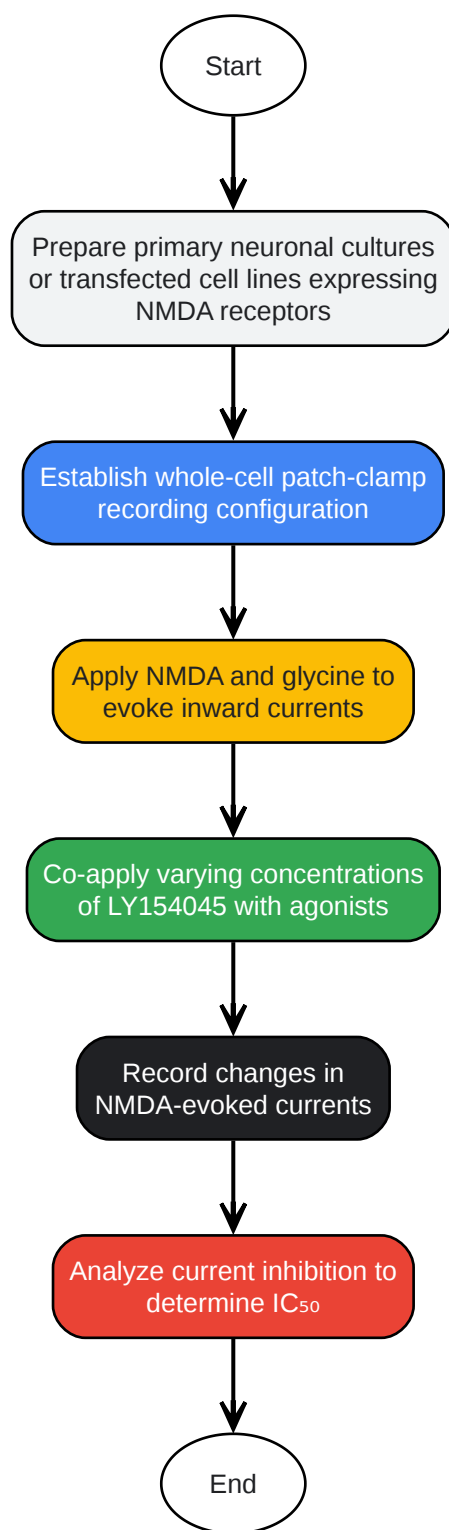 Start
Prepare primary neuronal cultures
or transfected cell lines expressing
NMDA receptors
Establish whole-cell patch-clamp
recording configuration
Apply NMDA and glycine to
evoke inward currents
Co-apply varying concentrations
of LY154045 with agonists
Record changes in
NMDA-evoked currents
Analyze current inhibition to
determine IC₅₀
End